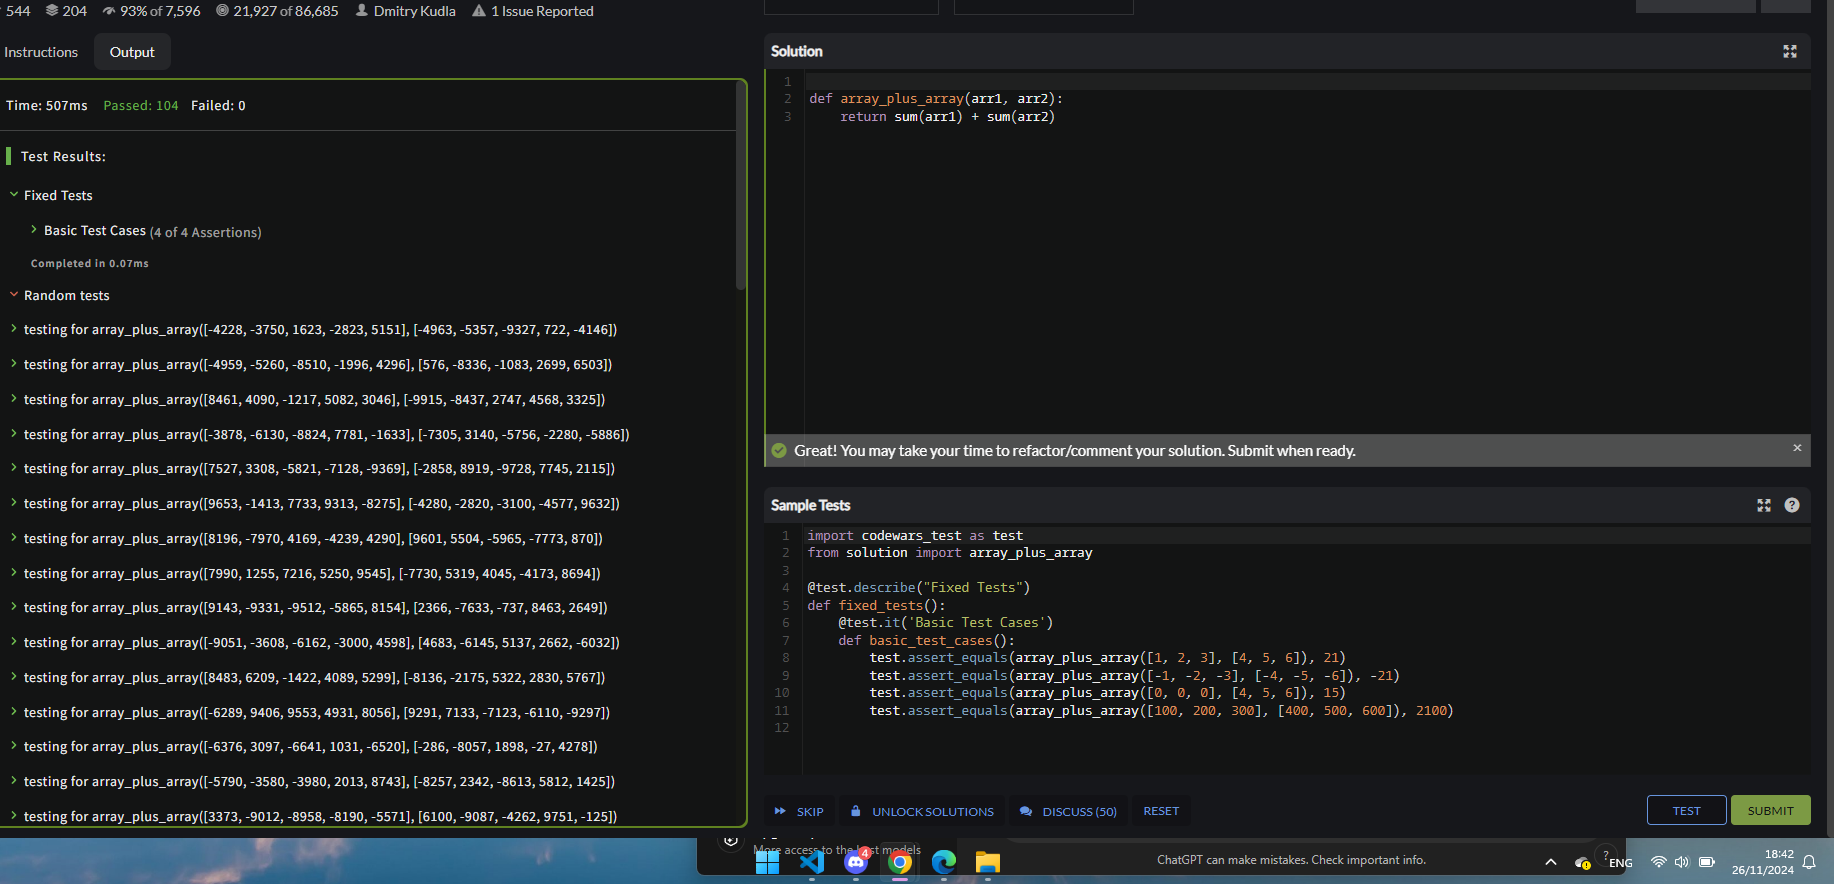 544 204 93% of 7,596 21,927 of 86,685 Dmitry Kudla 1 Issue Reported
Instructions Output
Time: 507ms Passed: 104 Failed: 0
Test Results:
Fixed Tests
Basic Test Cases (4 of 4 Assertions)
Completed in 0.07ms
Random tests
testing for array_plus_array([-4228, -3750, 1623, -2823, 5151], [-4963, -5357, -9327, 722, -4146])
testing for array_plus_array([-4959, -5260, -8510, -1996, 4296], [576, -8336, -1083, 2699, 6503])
testing for array_plus_array([8461, 4090, -1217, 5082, 3046], [-9915, -8437, 2747, 4568, 3325])
testing for array_plus_array([-3878, -6130, -8824, 7781, -1633], [-7305, 3140, -5756, -2280, -5886])
testing for array_plus_array([7527, 3308, -5821, -7128, -9369], [-2858, 8919, -9728, 7745, 2115])
testing for array_plus_array([9653, -1413, 7733, 9313, -8275], [-4280, -2820, -3100, -4577, 9632])
testing for array_plus_array([8196, -7970, 4169, -4239, 4290], [9601, 5504, -5965, -7773, 870])
testing for array_plus_array([7990, 1255, 7216, 5250, 9545], [-7730, 5319, 4045, -4173, 8694])
testing for array_plus_array([9143, -9331, -9512, -5865, 8154], [2366, -7633, -737, 8463, 2649])
testing for array_plus_array([-9051, -3608, -6162, -3000, 4598], [4683, -6145, 5137, 2662, -6032])
testing for array_plus_array([8483, 6209, -1422, 4089, 5299], [-8136, -2175, 5322, 2830, 5767])
testing for array_plus_array([-6289, 9406, 9553, 4931, 8056], [9291, 7133, -7123, -6110, -9297])
testing for array_plus_array([-6376, 3097, -6641, 1031, -6520], [-286, -8057, 1898, -27, 4278])
testing for array_plus_array([-5790, -3580, -3980, 2013, 8743], [-8257, 2342, -8613, 5812, 1425])
testing for array_plus_array([3373, -9012, -8958, -8190, -5571], [6100, -9087, -4262, 9751, -125])
Solution
1
2 def array_plus_array(arr1, arr2):
3 return sum(arr1) + sum(arr2)
Great! You may take your time to refactor/comment your solution. Submit when ready.
Sample Tests
1 import codewars_test as test
2 from solution import array_plus_array
3
4 @test.describe("Fixed Tests")
5 def fixed_tests():
6 @test.it('Basic Test Cases')
7 def basic_test_cases():
8 test.assert_equals(array_plus_array([1, 2, 3], [4, 5, 6]), 21)
9 test.assert_equals(array_plus_array([-1, -2, -3], [-4, -5, -6]), -21)
10 test.assert_equals(array_plus_array([0, 0, 0], [4, 5, 6]), 15)
11 test.assert_equals(array_plus_array([100, 200, 300], [400, 500, 600]), 2100)
12
SKIP UNLOCK SOLUTIONS DISCUSS (50) RESET TEST SUBMIT
More access to the best models
4
ChatGPT can make mistakes. Check important info.
? ENG
18:42
26/11/2024